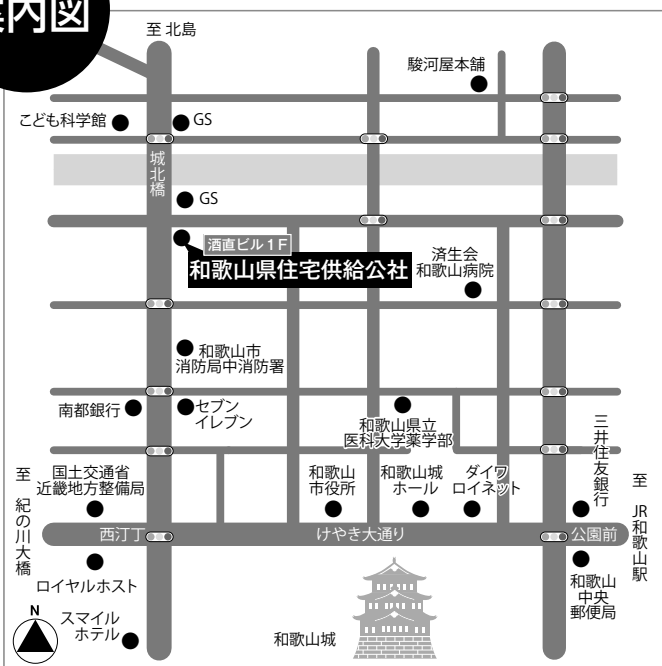 案内図
至 北島
駿河屋本舗
こども科学館
GS
城北橋
GS
酒直ビル1F
和歌山県住宅供給公社
済生会
和歌山病院
和歌山市
消防局中消防署
南都銀行
セブン
イレブン
和歌山県立
医科大学薬学部
三井住友銀行
至 紀の川大橋
国土交通省
近畿地方整備局
和歌山
市役所
和歌山城
ホール
ダイワ
ロイネット
至 JR和歌山駅
西汀丁
けやき大通り
公園前
ロイヤルホスト
和歌山
中央
郵便局
N
スマイル
ホテル
和歌山城